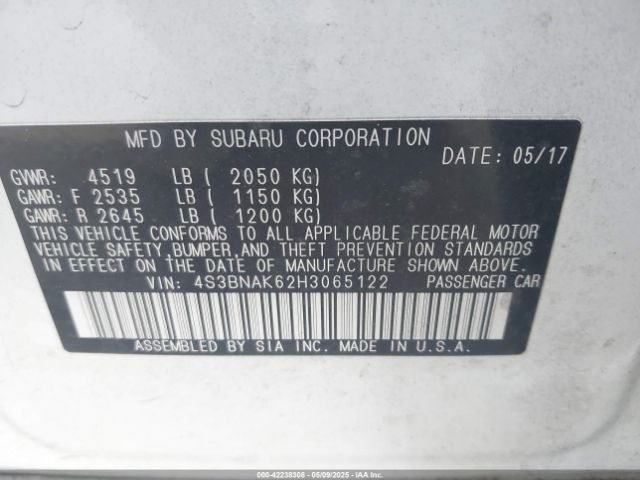 MFD BY SUBARU CORPORATION
DATE: 05/17
GVWR: 4519 LB ( 2050 KG)
GAWR: F 2535 LB ( 1150 KG)
GAWR: R 2645 LB ( 1200 KG)
THIS VEHICLE CONFORMS TO ALL APPLICABLE FEDERAL MOTOR
VEHICLE SAFETY,BUMPER,AND THEFT PREVENTION STANDARDS
IN EFFECT ON THE DATE OF MANUFACTURE SHOWN ABOVE.
VIN: 4S3BNAK62H3065122 PASSENGER CAR
ASSEMBLED BY SIA INC. MADE IN U.S.A.
000-42238308 - 05/09/2025 - IAAI.COM